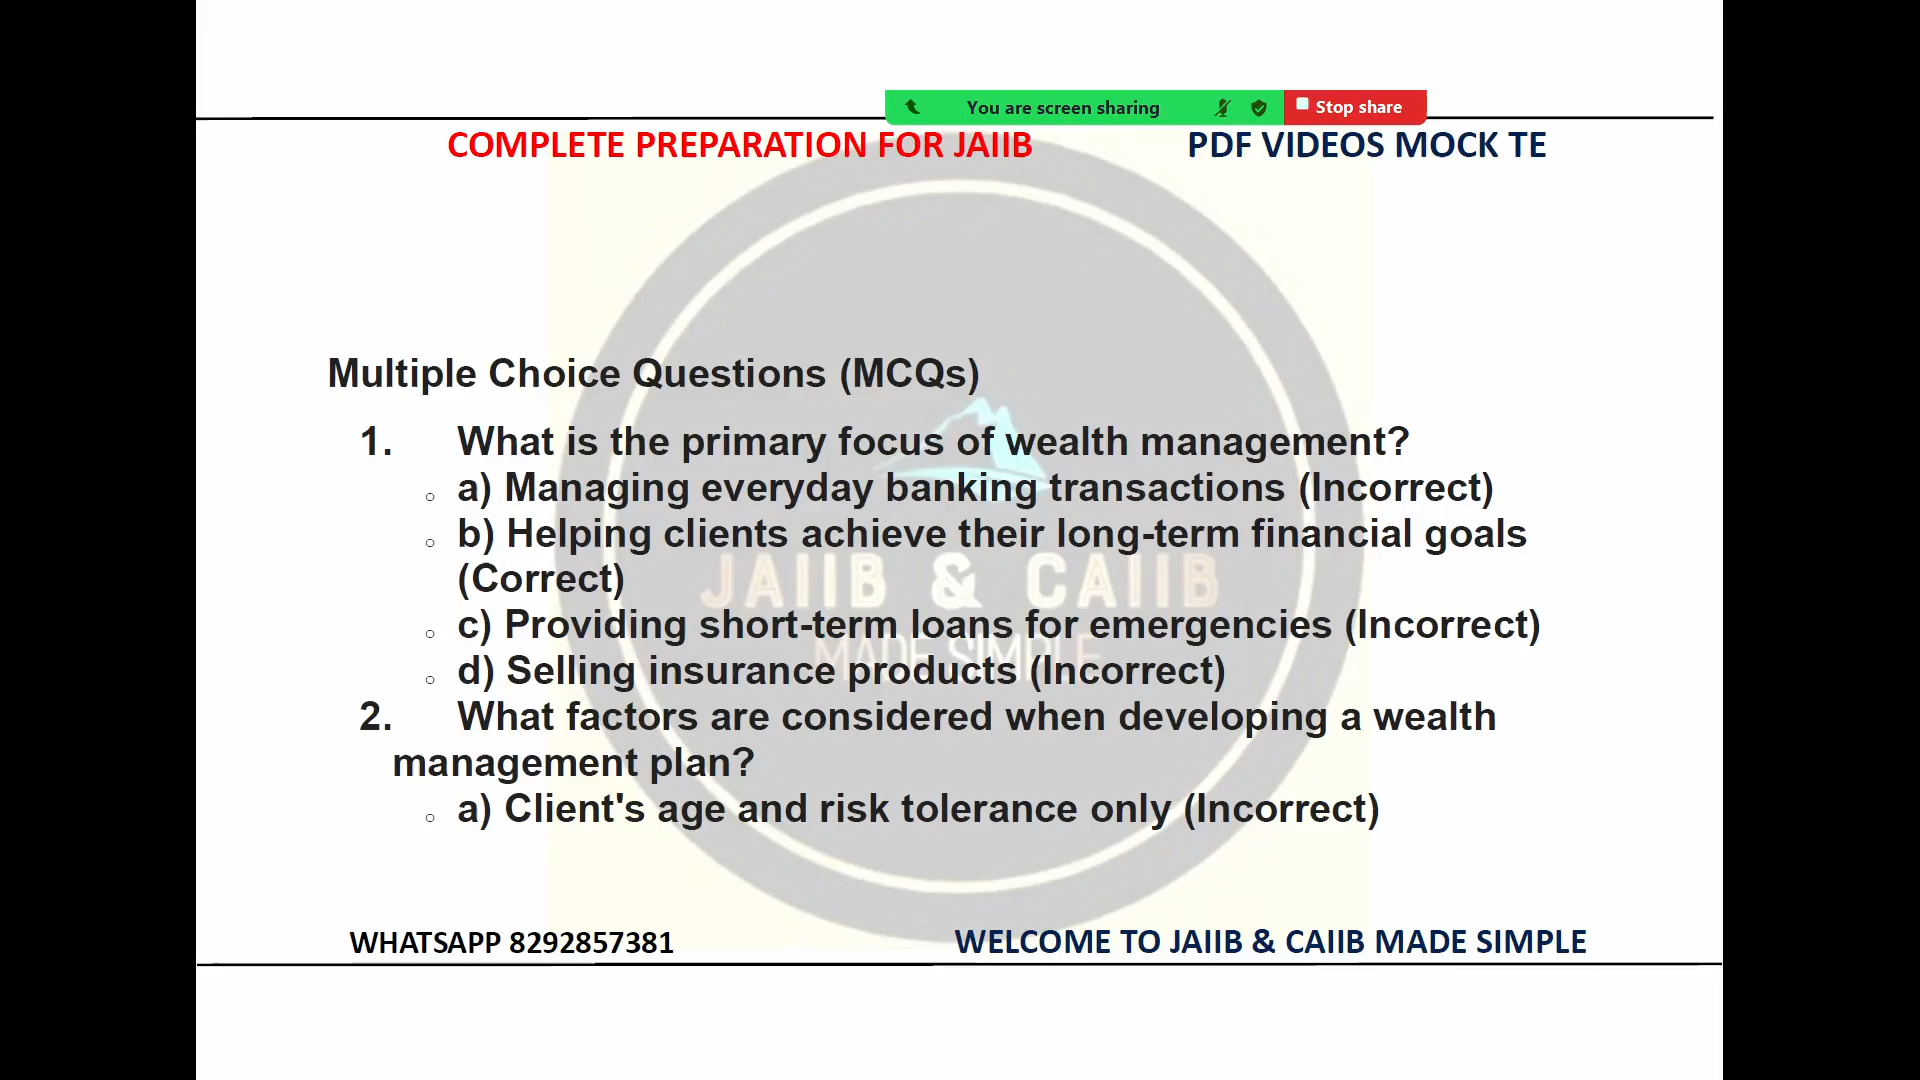 You are screen sharing Stop share
COMPLETE PREPARATION FOR JAIIB PDF VIDEOS MOCK TE
Multiple Choice Questions (MCQs)
1. What is the primary focus of wealth management?
○ a) Managing everyday banking transactions (Incorrect)
○ b) Helping clients achieve their long-term financial goals
(Correct)
JAIIB & CAIIB
○ c) Providing short-term loans for emergencies (Incorrect)
MADE SIMPLE
○ d) Selling insurance products (Incorrect)
2. What factors are considered when developing a wealth
management plan?
○ a) Client's age and risk tolerance only (Incorrect)
WHATSAPP 8292857381 WELCOME TO JAIIB & CAIIB MADE SIMPLE